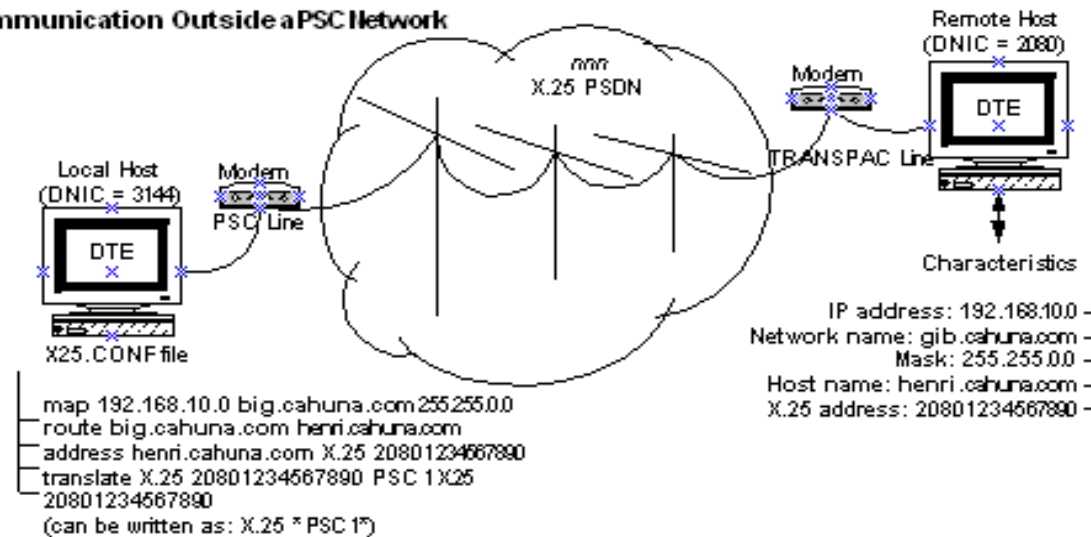 mmunication Outside a PSC Network
Remote Host
(DNIC = 2080)
X.25 PSDN
Modem
DTE
TRANSPAC Line
Local Host
(DNIC = 3144)
Modem
PSC Line
DTE
X25.CONF file
Characteristics
IP address: 192.168.10.0
Network name: gib.cahuna.com
Mask: 255.255.0.0
Host name: henri.cahuna.com
X.25 address: 20801234567890
map 192.168.10.0 big.cahuna.com 255.255.0.0
route big.cahuna.com henri.cahuna.com
address henri.cahuna.com X.25 20801234567890
translate X.25 20801234567890 PSC 1 X25
20801234567890
(can be written as: X.25 * PSC 1*)